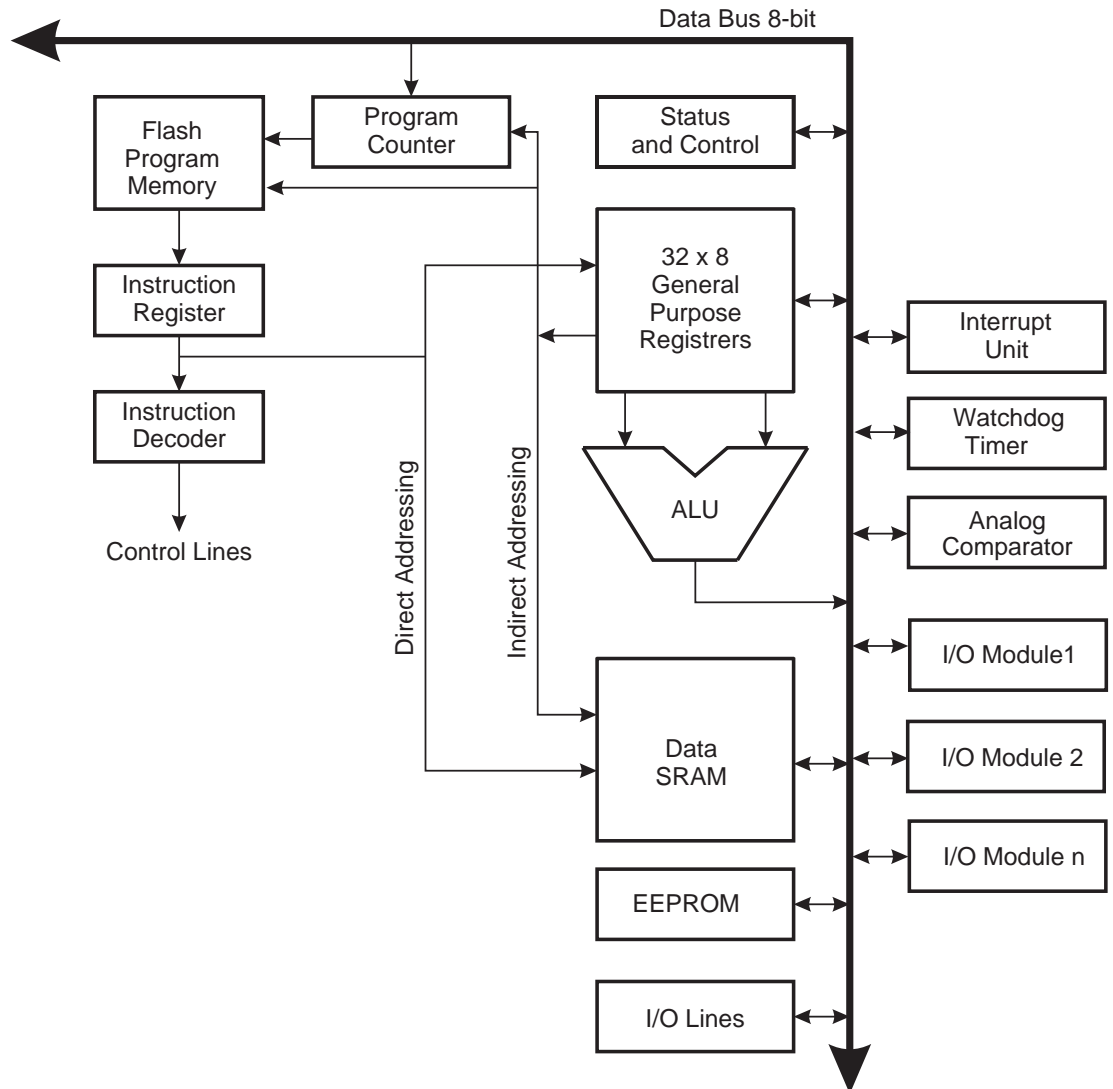 Data Bus 8-bit
Flash
Program
Memory
Program
Counter
Status
and Control
32 x 8
General
Purpose
Registrers
Instruction
Register
Instruction
Decoder
Control Lines
Direct Addressing
Indirect Addressing
ALU
Interrupt
Unit
Watchdog
Timer
Analog
Comparator
I/O Module1
Data
SRAM
I/O Module 2
I/O Module n
EEPROM
I/O Lines